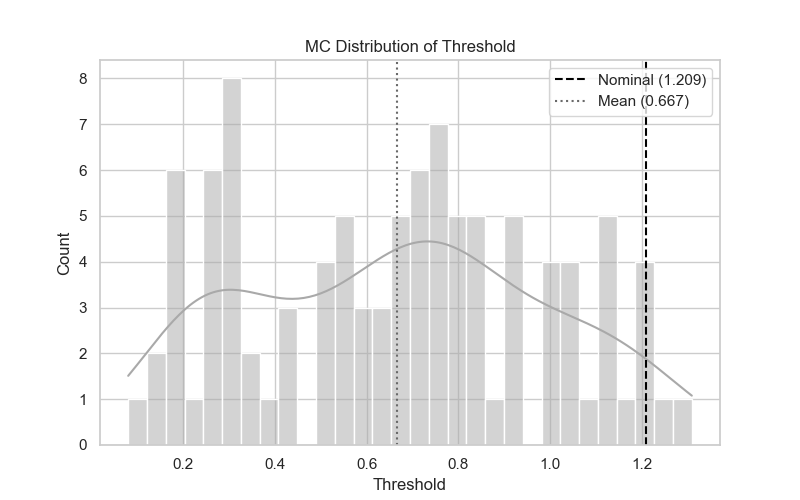 MC Distribution of Threshold
Nominal (1.209)
Mean (0.667)
8
7
6
5
4
3
2
1
0
Count
0.2 0.4 0.6 0.8 1.0 1.2
Threshold